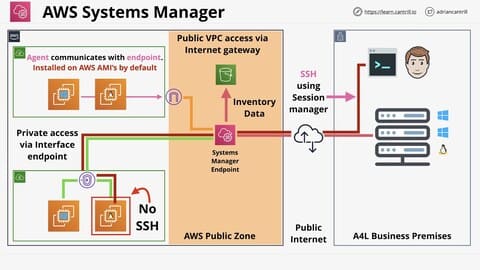 AWS Systems Manager
https://learn.cantrill.io
adriancantrill
Agent communicates with endpoint.
Installed on AWS AMI's by default
Public VPC access via
Internet gateway
SSH
using
Session
manager
Inventory
Data
Private access
via Interface
endpoint
Systems
Manager
Endpoint
No
SSH
AWS Public Zone
Public
Internet
A4L Business Premises